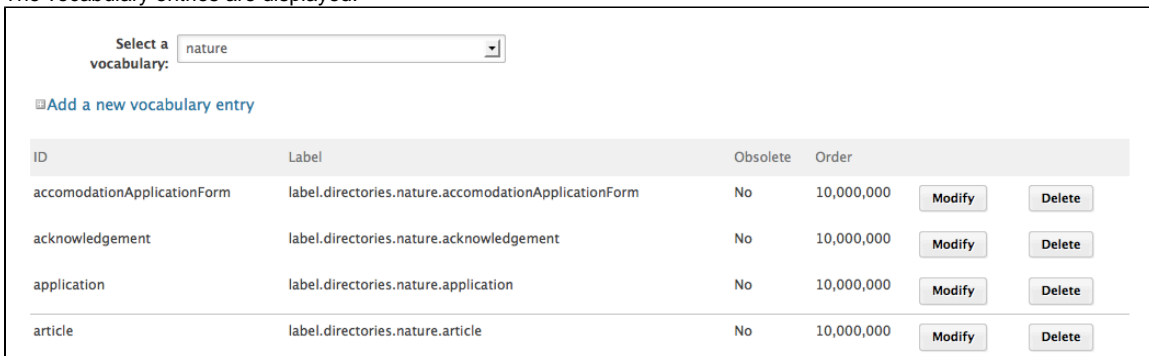 The vocabulary entries are displayed.
Select a
vocabulary:
nature
Add a new vocabulary entry
ID Label Obsolete Order
accomodationApplicationForm label.directories.nature.accomodationApplicationForm No 10,000,000 Modify Delete
acknowledgement label.directories.nature.acknowledgement No 10,000,000 Modify Delete
application label.directories.nature.application No 10,000,000 Modify Delete
article label.directories.nature.article No 10,000,000 Modify Delete